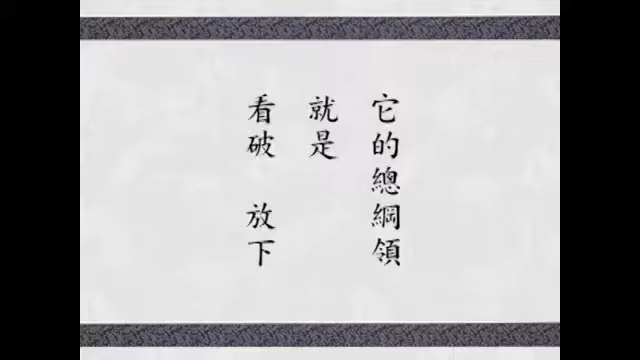 它的總綱領
就是
看破　放下